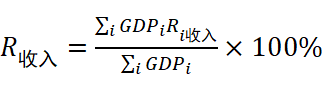 R收入 = ∑i GDPi Ri收入 / ∑i GDPi × 100%